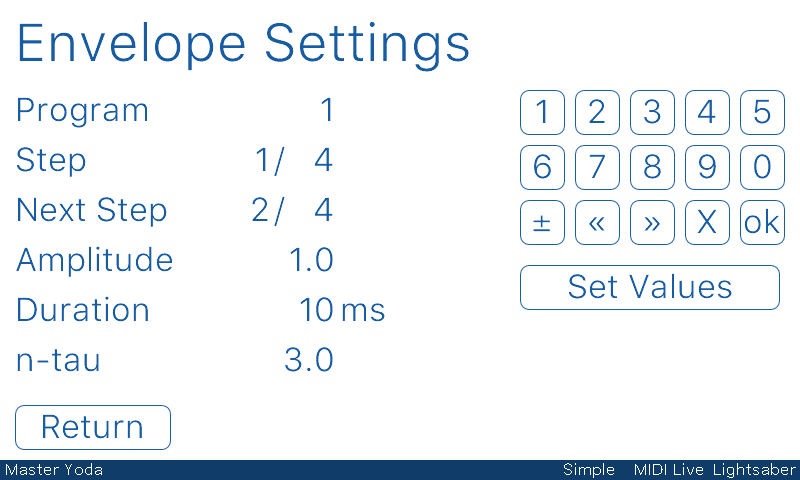 Envelope Settings
Program 1
Step 1/ 4
Next Step 2/ 4
Amplitude 1.0
Duration 10 ms
n-tau 3.0
Return
1 2 3 4 5
6 7 8 9 0
± « » X ok
Set Values
Master Yoda Simple MIDI Live Lightsaber